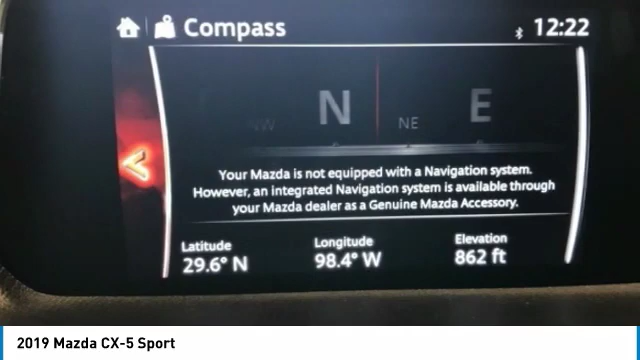 Compass 12:22
NW N NE E
Your Mazda is not equipped with a Navigation system.
However, an integrated Navigation system is available through
your Mazda dealer as a Genuine Mazda Accessory.
Latitude Longitude Elevation
29.6° N 98.4° W 862 ft
2019 Mazda CX-5 Sport